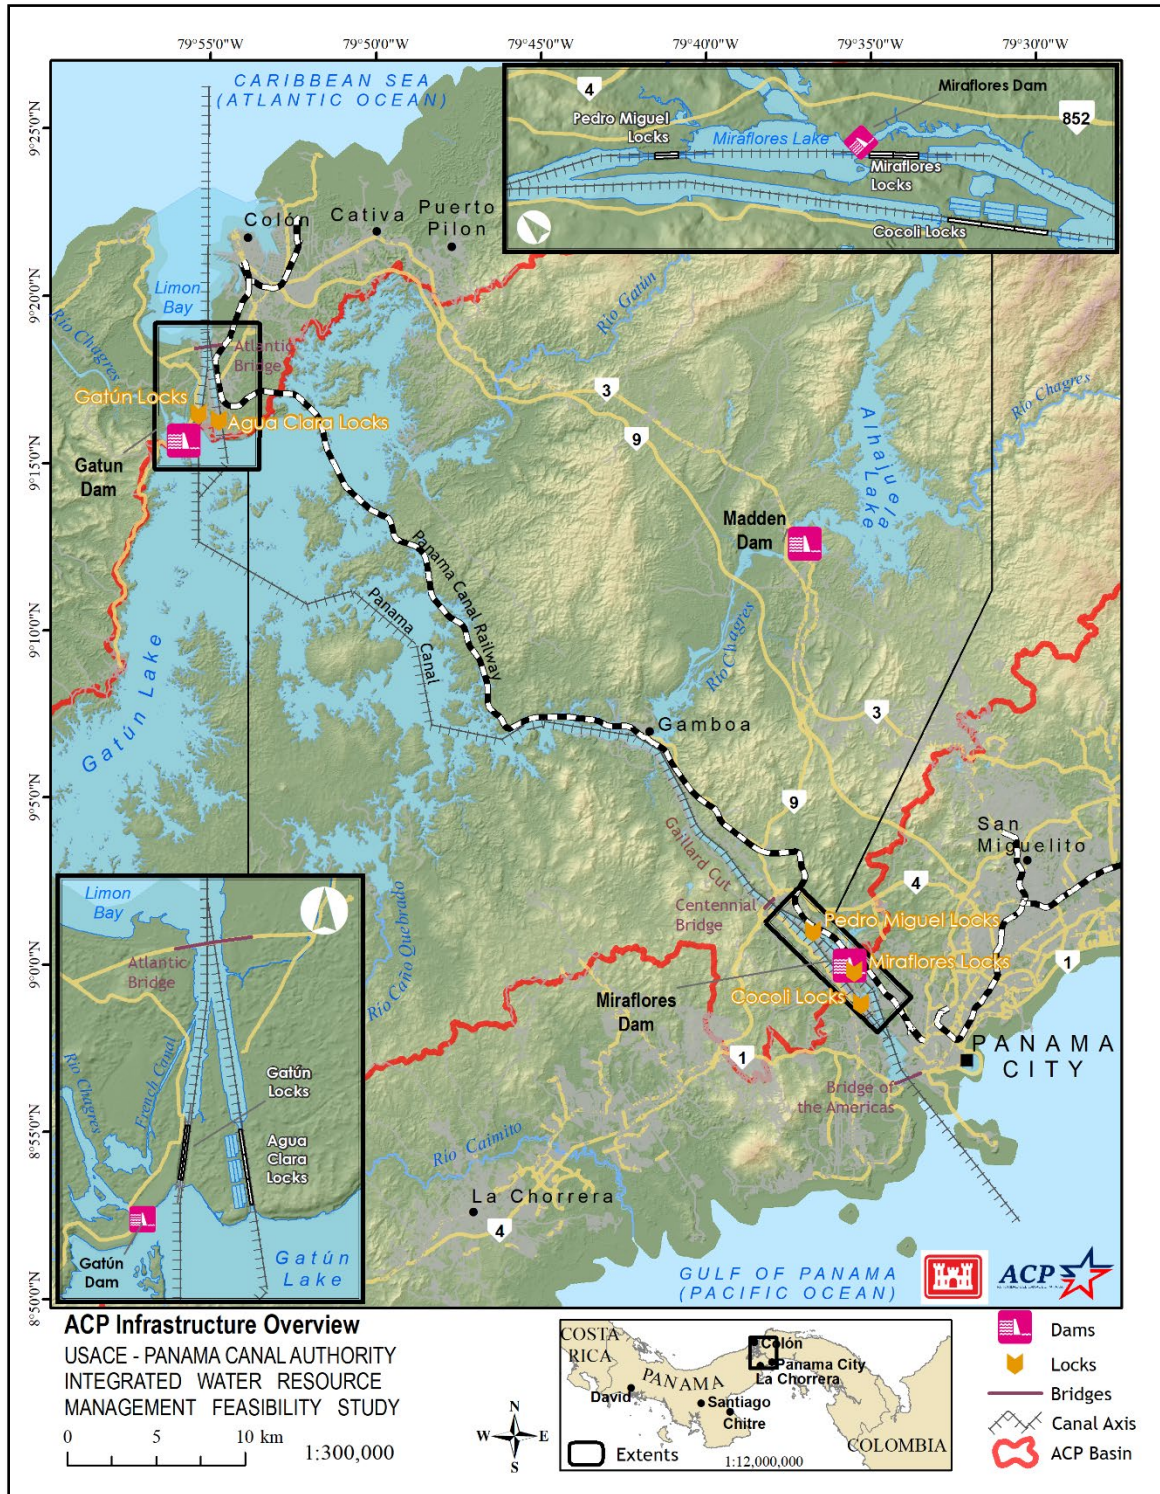 79°55'0"W
79°50'0"W
79°45'0"W
79°40'0"W
79°35'0"W
79°30'0"W
9°25'0"N
9°20'0"N
9°15'0"N
9°10'0"N
9°5'0"N
9°0'0"N
8°55'0"N
8°50'0"N
CARIBBEAN SEA
(ATLANTIC OCEAN)
4
Pedro Miguel
Locks
Miraflores Lake
Miraflores Dam
852
Miraflores
Locks
Cocoli Locks
Colón
Cativa
Puerto
Pilon
Limon
Bay
Río Chagres
Atlantic
Bridge
Gatún Locks
Agua Clara Locks
Gatun
Dam
Río Gatún
3
9
Alhajuela
Lake
Río Chagres
Madden
Dam
Panama Canal Railway
Panama Canal
Río Chagres
Gatún Lake
Gamboa
3
9
Gaillard Cut
San
Miguelito
4
Centennial
Bridge
Pedro Miguel Locks
Miraflores Locks
1
Río Caño Quebrado
Cocoli Locks
Miraflores
Dam
1
PANAMA
CITY
Bridge of
the Americas
Río Caimito
La Chorrera
4
GULF OF PANAMA
(PACIFIC OCEAN)
ACP
Limon
Bay
Atlantic
Bridge
French Canal
Río Chagres
Gatún
Locks
Agua
Clara
Locks
Gatún
Dam
Gatún
Lake
ACP Infrastructure Overview
USACE - PANAMA CANAL AUTHORITY
INTEGRATED WATER RESOURCE
MANAGEMENT FEASIBILITY STUDY
0 5 10 km
1:300,000
N
W E
S
COSTA
RICA
Colón
Panama City
La Chorrera
PANAMA
David
Santiago
Chitre
COLOMBIA
Extents
1:12,000,000
Dams
Locks
Bridges
Canal Axis
ACP Basin